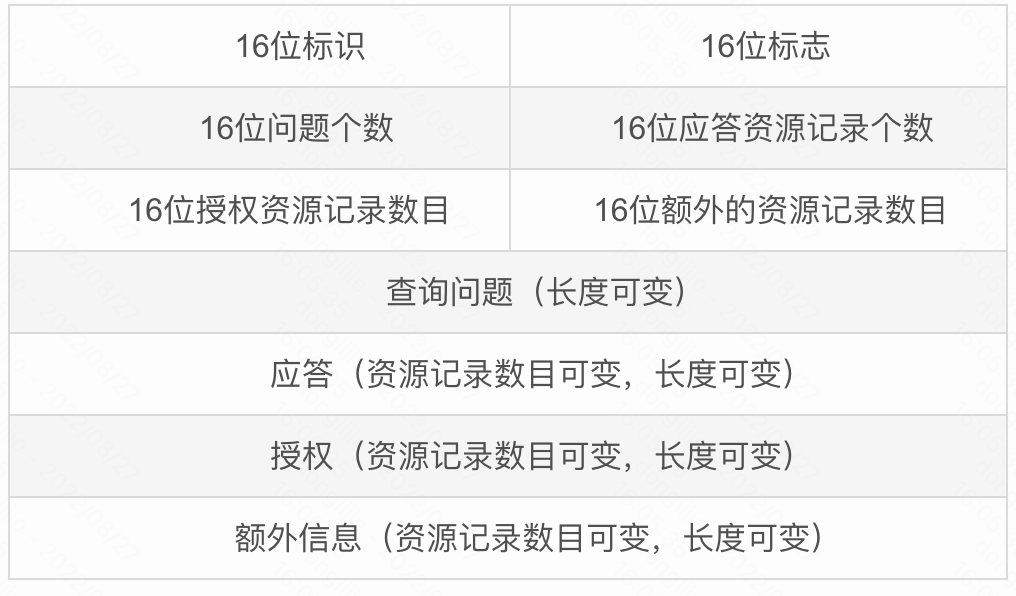 16位标识
16位标志
16位问题个数
16位应答资源记录个数
16位授权资源记录数目
16位额外的资源记录数目
查询问题（长度可变）
应答（资源记录数目可变，长度可变）
授权（资源记录数目可变，长度可变）
额外信息（资源记录数目可变，长度可变）